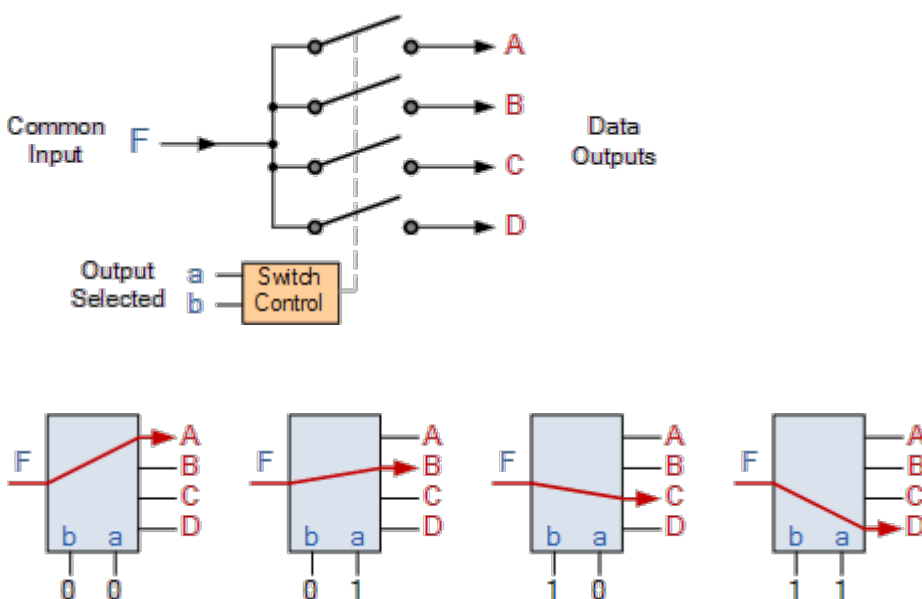 A
B
Common Input F
Data Outputs
C
D
Output Selected a b
Switch Control
F A B C D b a 0 0
F A B C D b a 0 1
F A B C D b a 1 0
F A B C D b a 1 1